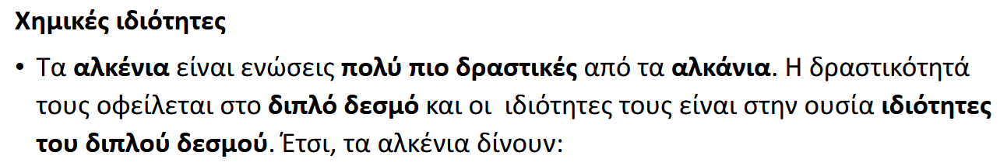 Χημικές ιδιότητες
• Τα αλκένια είναι ενώσεις πολύ πιο δραστικές από τα αλκάνια. Η δραστικότητά
τους οφείλεται στο διπλό δεσμό και οι  ιδιότητες τους είναι στην ουσία ιδιότητες
του διπλού δεσμού. Έτσι, τα αλκένια δίνουν: